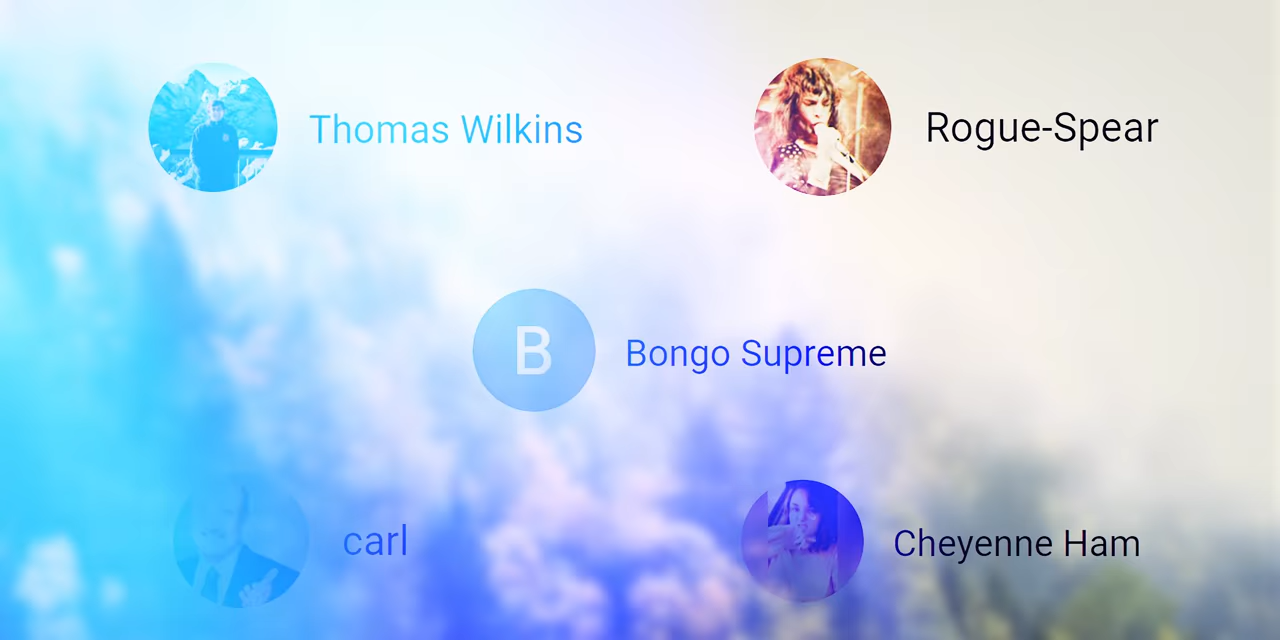 Thomas Wilkins
Rogue-Spear
B
Bongo Supreme
carl
Cheyenne Ham